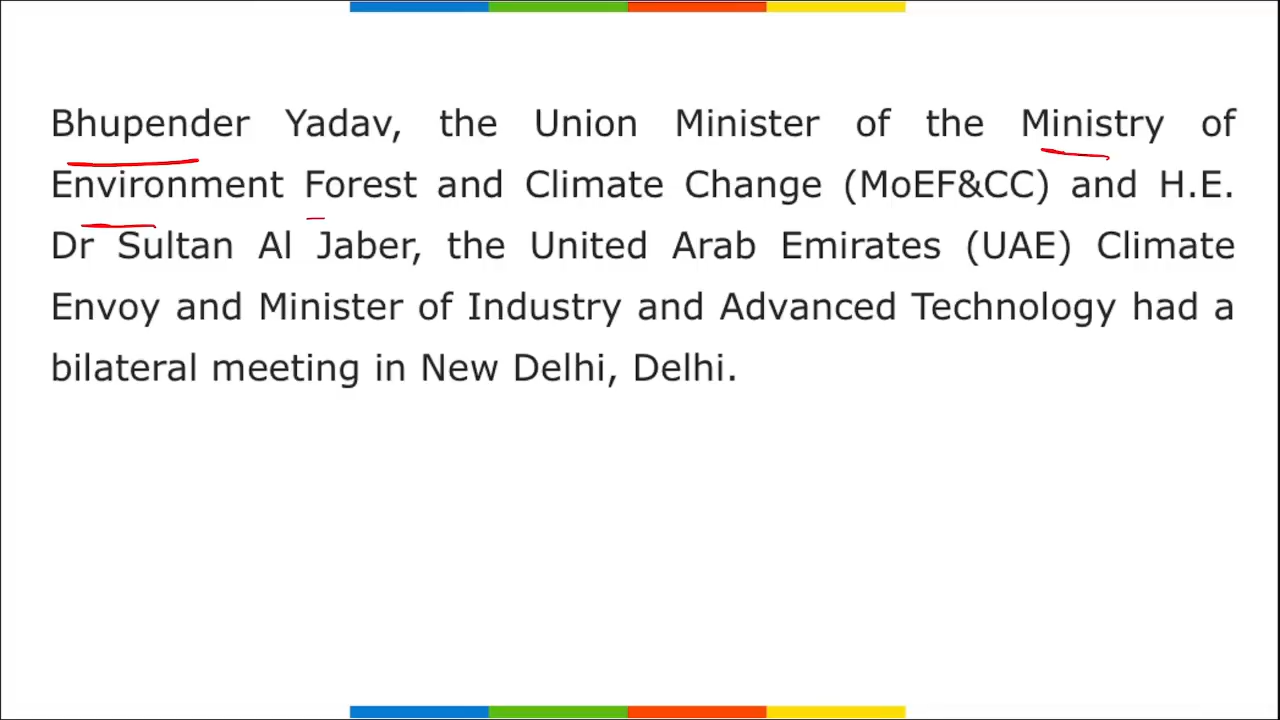 Bhupender Yadav, the Union Minister of the Ministry of
Environment Forest and Climate Change (MoEF&CC) and H.E.
Dr Sultan Al Jaber, the United Arab Emirates (UAE) Climate
Envoy and Minister of Industry and Advanced Technology had a
bilateral meeting in New Delhi, Delhi.